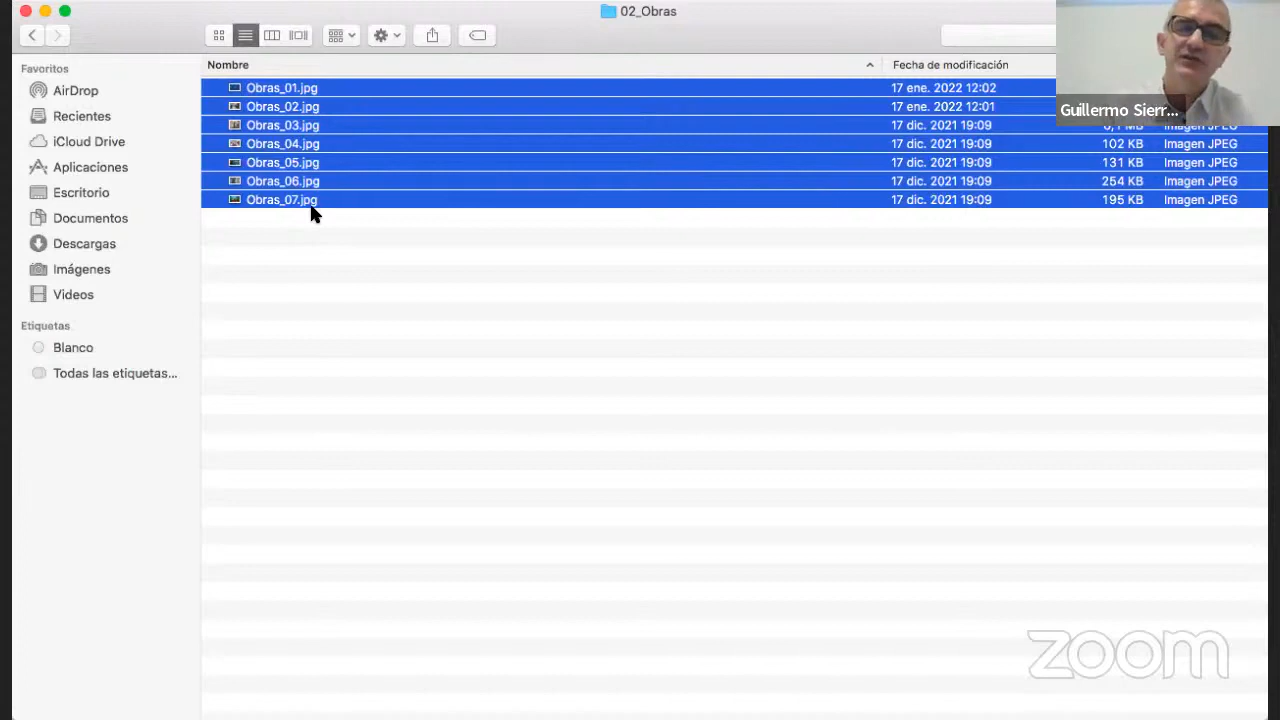 02_Obras
Favoritos
AirDrop
Recientes
iCloud Drive
Aplicaciones
Escritorio
Documentos
Descargas
Imágenes
Videos
Etiquetas
Blanco
Todas las etiquetas...
Nombre Fecha de modificación
Obras_01.jpg 17 ene. 2022 12:02
Obras_02.jpg 17 ene. 2022 12:01
Obras_03.jpg 17 dic. 2021 19:09 Imagen JPEG
Obras_04.jpg 17 dic. 2021 19:09 102 KB Imagen JPEG
Obras_05.jpg 17 dic. 2021 19:09 131 KB Imagen JPEG
Obras_06.jpg 17 dic. 2021 19:09 254 KB Imagen JPEG
Obras_07.jpg 17 dic. 2021 19:09 195 KB Imagen JPEG
Guillermo Sierr...
zoom